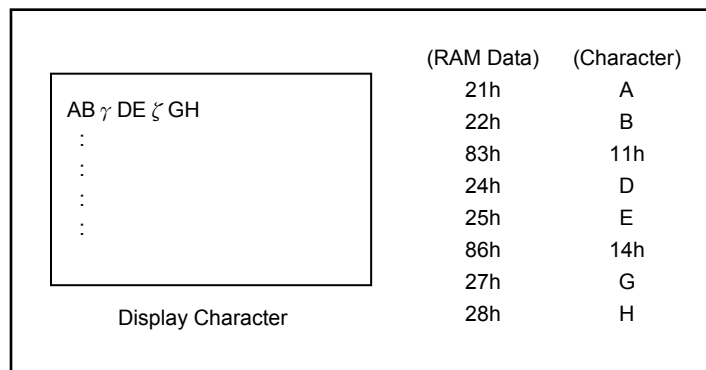 (RAM Data) (Character)
21h A
AB γ DE ζ GH
22h B
:
83h 11h
:
24h D
:
25h E
:
86h 14h
27h G
Display Character
28h H